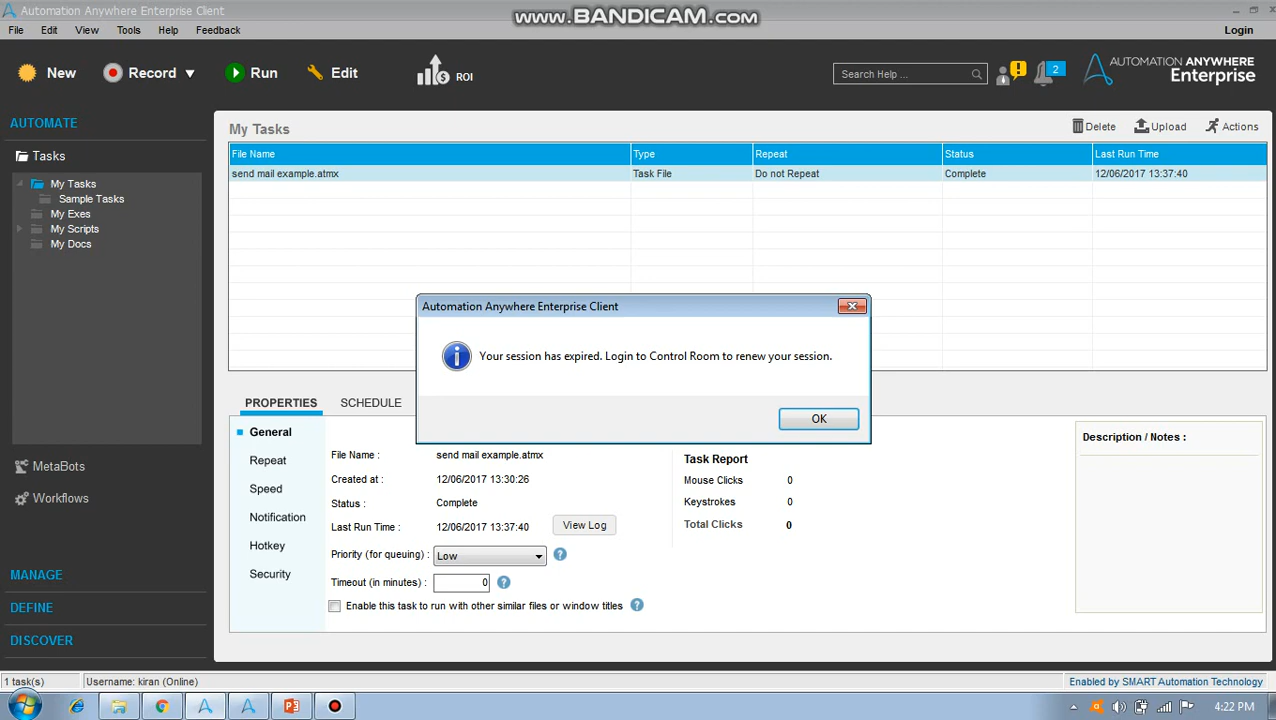 Automation Anywhere Enterprise Client
www.BANDICAM.com
File Edit View Tools Help Feedback
Login
New Record Run Edit ROI
Search Help ...
2
AUTOMATION ANYWHERE
Enterprise
AUTOMATE
My Tasks
Delete Upload Actions
Tasks
File Name Type Repeat Status Last Run Time
send mail example.atmx Task File Do not Repeat Complete 12/06/2017 13:37:40
My Tasks
Sample Tasks
My Exes
My Scripts
My Docs
Automation Anywhere Enterprise Client
Your session has expired. Login to Control Room to renew your session.
OK
PROPERTIES SCHEDULE
General
Repeat
Speed
Notification
Hotkey
Security
File Name : send mail example.atmx
Created at : 12/06/2017 13:30:26
Status : Complete
Last Run Time : 12/06/2017 13:37:40 View Log
Priority (for queuing) : Low ?
Timeout (in minutes) : 0 ?
Enable this task to run with other similar files or window titles ?
Task Report
Mouse Clicks 0
Keystrokes 0
Total Clicks 0
Description / Notes :
MetaBots
Workflows
MANAGE
DEFINE
DISCOVER
1 task(s) Username: kiran (Online)
Enabled by SMART Automation Technology
4:22 PM